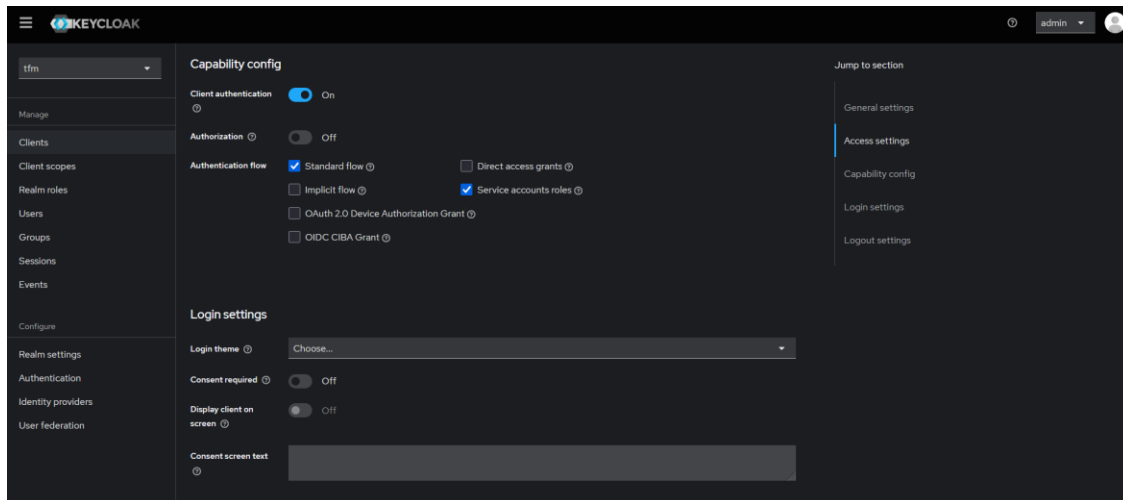 KEYCLOAK
admin
tfm
Manage
Clients
Client scopes
Realm roles
Users
Groups
Sessions
Events
Configure
Realm settings
Authentication
Identity providers
User federation
Capability config
Client authentication
On
Authorization
Off
Authentication flow
Standard flow
Direct access grants
Implicit flow
Service accounts roles
OAuth 2.0 Device Authorization Grant
OIDC CIBA Grant
Login settings
Login theme
Choose...
Consent required
Off
Display client on
screen
Off
Consent screen text
Jump to section
General settings
Access settings
Capability config
Login settings
Logout settings